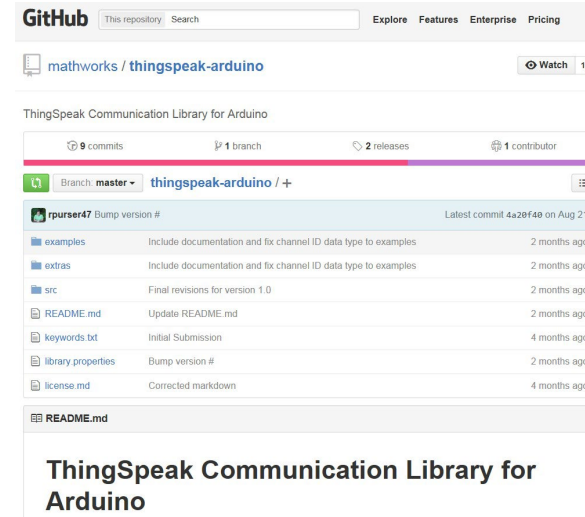 GitHub This repository Search Explore Features Enterprise Pricing
mathworks / thingspeak-arduino Watch 1
ThingSpeak Communication Library for Arduino
9 commits 1 branch 2 releases 1 contributor
Branch: master thingspeak-arduino / +
rpurser47 Bump version # Latest commit 4a20f40 on Aug 21
examples Include documentation and fix channel ID data type to examples 2 months ago
extras Include documentation and fix channel ID data type to examples 2 months ago
src Final revisions for version 1.0 2 months ago
README.md Update README.md 2 months ago
keywords.txt Initial Submission 4 months ago
library.properties Bump version # 2 months ago
license.md Corrected markdown 4 months ago
README.md
ThingSpeak Communication Library for
Arduino